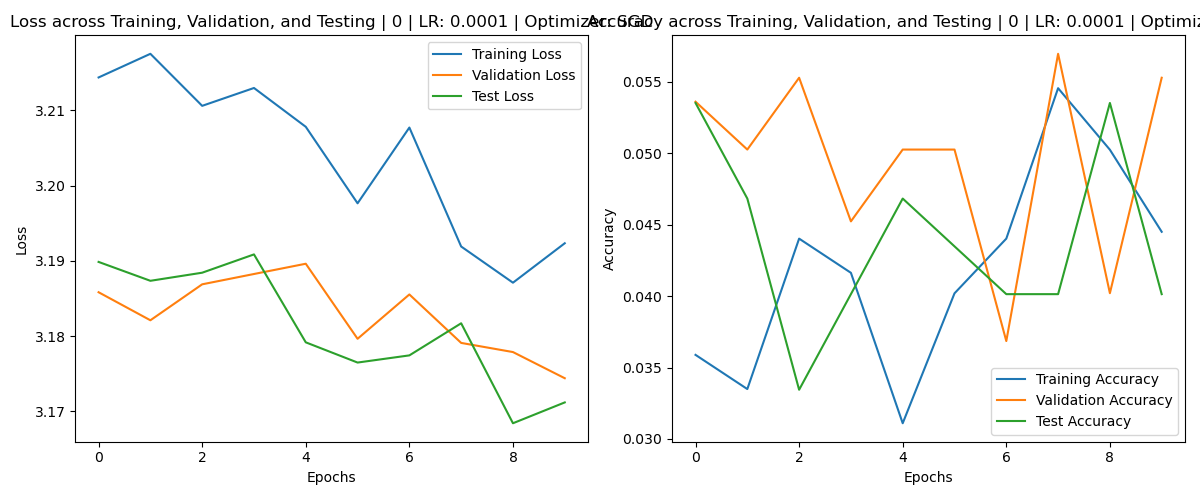 Loss across Training, Validation, and Testing | 0 | LR: 0.0001 | Optimizer: SGD
Accuracy across Training, Validation, and Testing | 0 | LR: 0.0001 | Optimiz
Training Loss
Validation Loss
Test Loss
3.21
3.20
3.19
3.18
3.17
Loss
0 2 4 6 8
Epochs
0.055
0.050
0.045
0.040
0.035
0.030
Accuracy
Training Accuracy
Validation Accuracy
Test Accuracy
0 2 4 6 8
Epochs